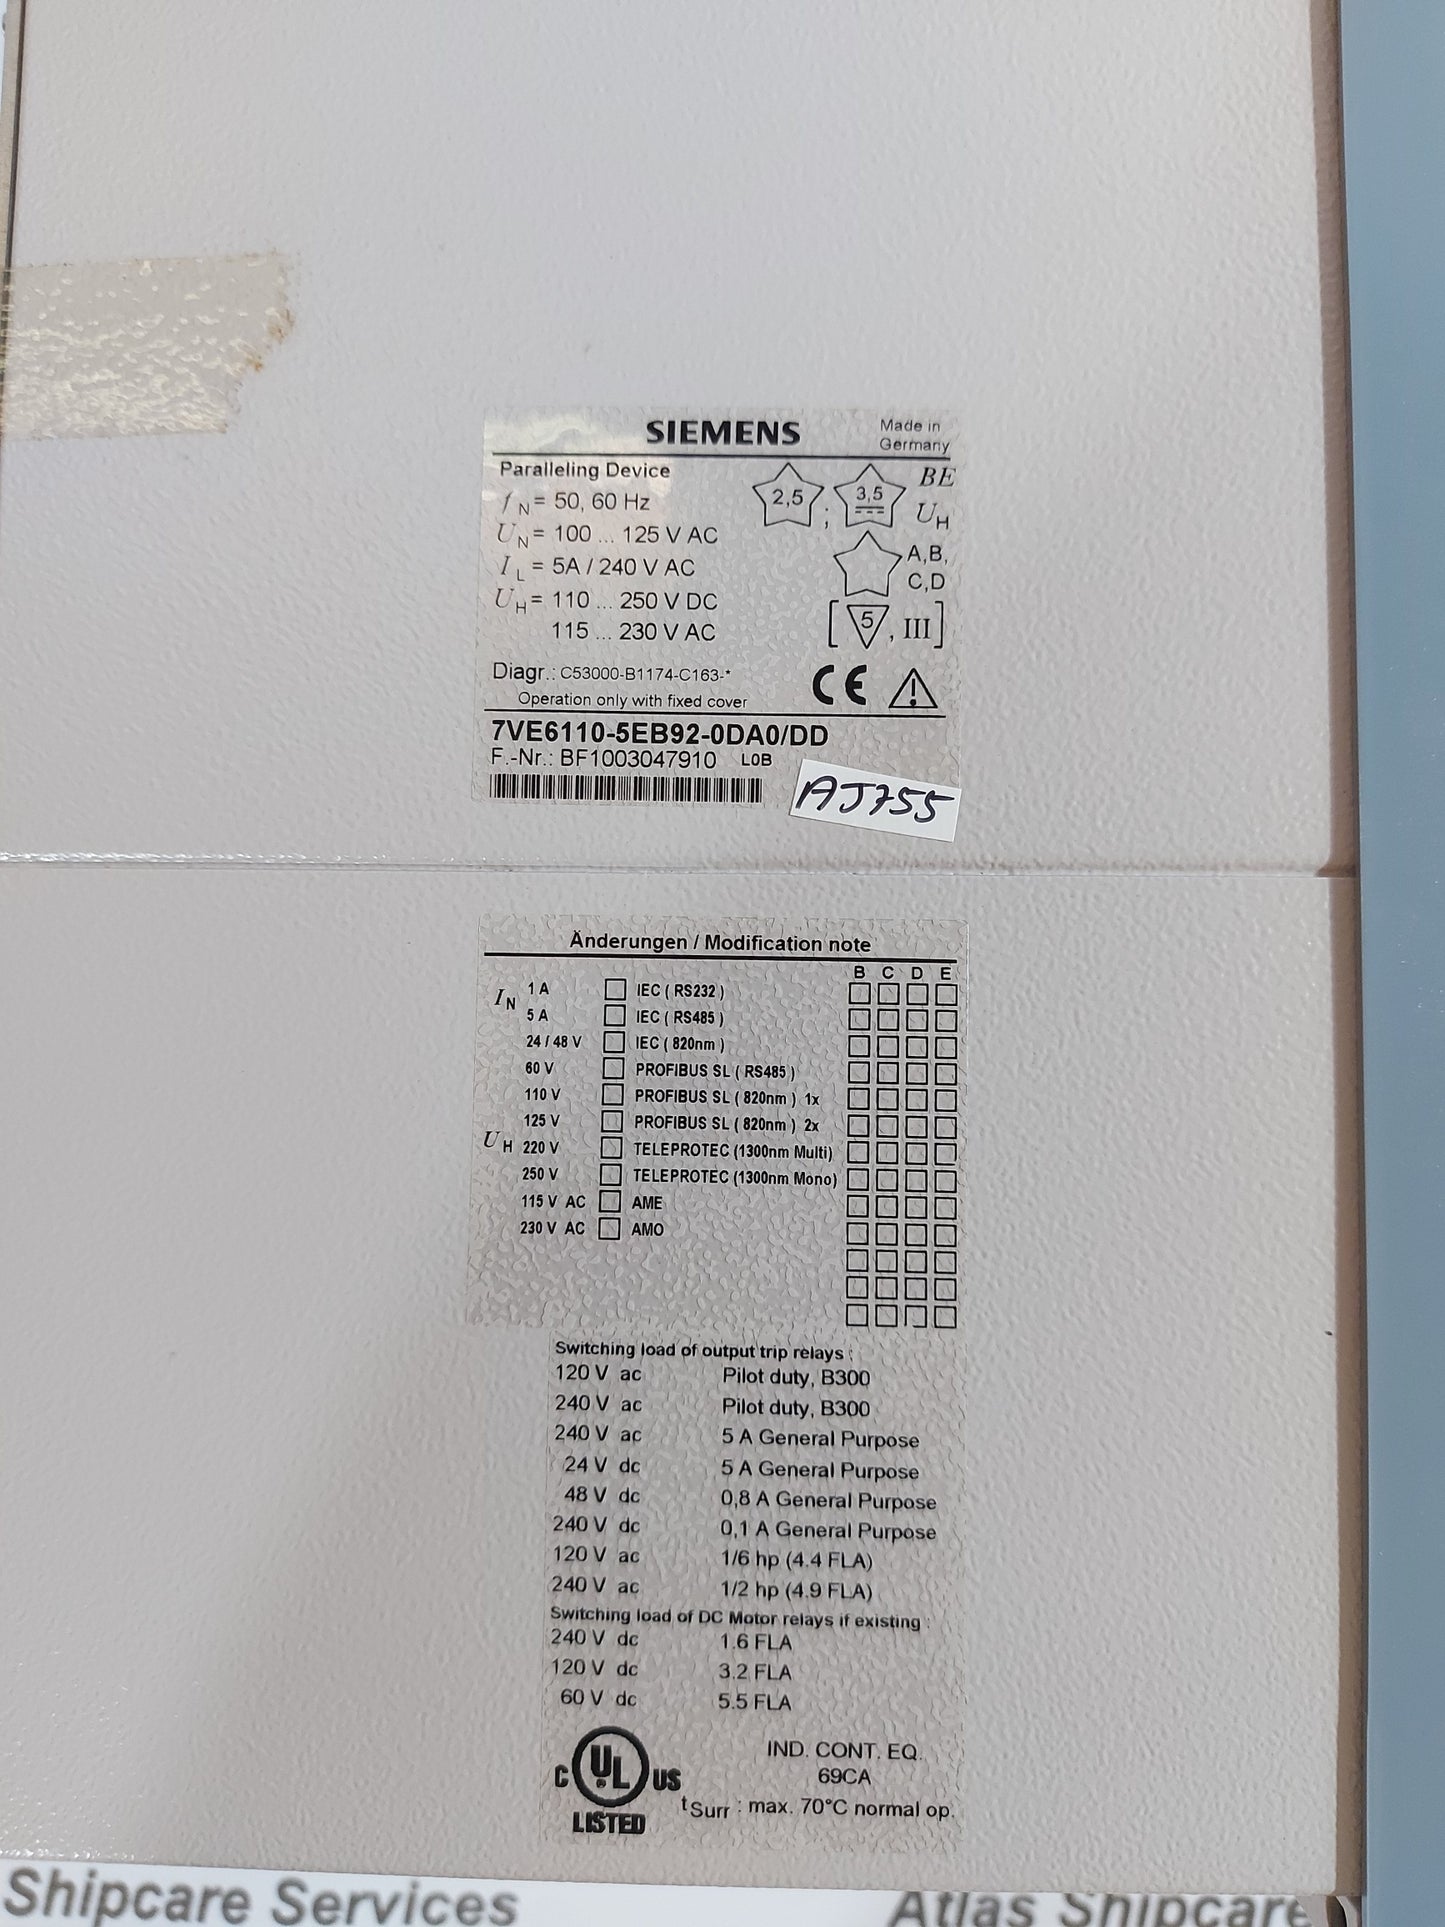 SIEMENS
Made in
Germany
Paralleling Device
fN = 50, 60 Hz
UN = 100 ... 125 V AC
IL = 5A / 240 V AC
UH = 110 ... 250 V DC
115 ... 230 V AC
2,5 ; 3,5
BE
UH
A,B,
C,D
[ 5 , III ]
Diagr.: C53000-B1174-C163-*
Operation only with fixed cover
CE
7VE6110-5EB92-0DA0/DD
F.-Nr.: BF1003047910 L0B
AJ755
Änderungen / Modification note
B C D E
IN 1 A IEC ( RS232 )
5 A IEC ( RS485 )
24 / 48 V IEC ( 820nm )
60 V PROFIBUS SL ( RS485 )
110 V PROFIBUS SL ( 820nm ) 1x
125 V PROFIBUS SL ( 820nm ) 2x
UH 220 V TELEPROTEC (1300nm Multi)
250 V TELEPROTEC (1300nm Mono)
115 V AC AME
230 V AC AMO
Switching load of output trip relays :
120 V ac Pilot duty, B300
240 V ac Pilot duty, B300
240 V ac 5 A General Purpose
24 V dc 5 A General Purpose
48 V dc 0,8 A General Purpose
240 V dc 0,1 A General Purpose
120 V ac 1/6 hp (4.4 FLA)
240 V ac 1/2 hp (4.9 FLA)
Switching load of DC Motor relays if existing :
240 V dc 1.6 FLA
120 V dc 3.2 FLA
60 V dc 5.5 FLA
C UL US
LISTED
IND. CONT. EQ.
69CA
tSurr : max. 70°C normal op.
Shipcare Services
Atlas Shipcare